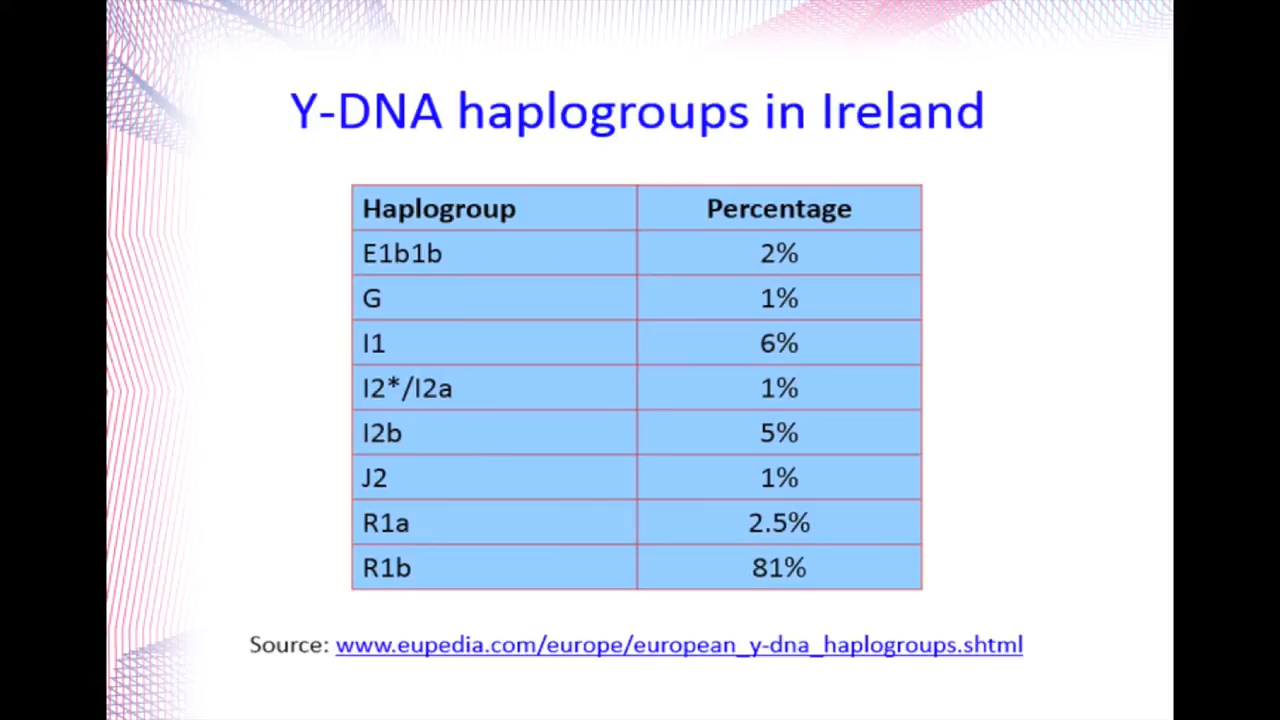 Y-DNA haplogroups in Ireland
Haplogroup Percentage
E1b1b 2%
G 1%
I1 6%
I2*/I2a 1%
I2b 5%
J2 1%
R1a 2.5%
R1b 81%
Source: www.eupedia.com/europe/european_y-dna_haplogroups.shtml